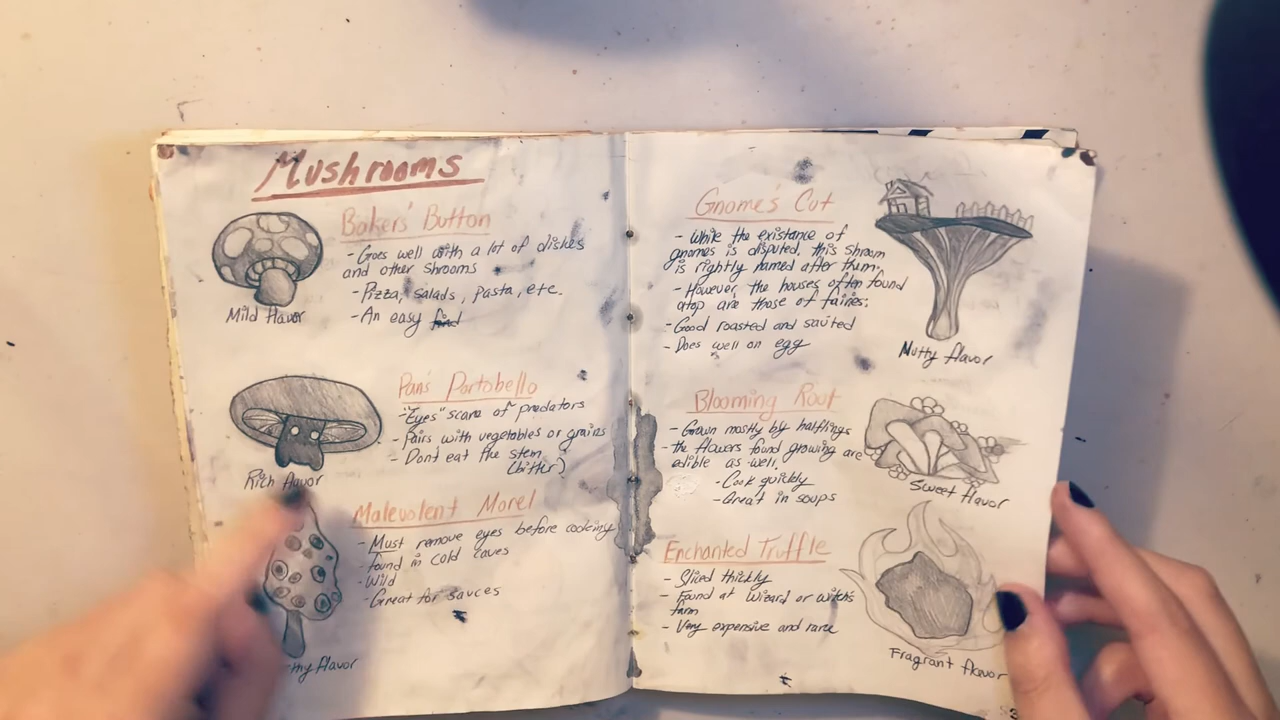 Mushrooms
Bakers' Button
- Goes well with a lot of dishes
and other shrooms
- Pizza, salads, pasta, etc.
- An easy find
Mild flavor
Pan's Portobello
- "Eyes" scare of predators
- Pairs with vegetables or grains
- Dont eat the stem
(bitter)
Rich flavor
Malevolent Morel
- Must remove eyes before cooking
- found in cold caves
- Wild
- Great for sauces
flavor
Gnome's Cut
- While the existance of
gnomes is disputed, this shroom
is rightly named after them.
- However, the houses often found
atop are those of fairies.
- Good roasted and sauted
- Does well on egg
Nutty flavor
Blooming Root
- Grown mostly by halflings
- the flowers found growing are
edible as well.
- Cook quickly
- Great in soups
Sweet flavor
Enchanted Truffle
- Sliced thickly
- Found at Wizard or Witch's
farm
- Very expensive and rare
Fragrant flavor